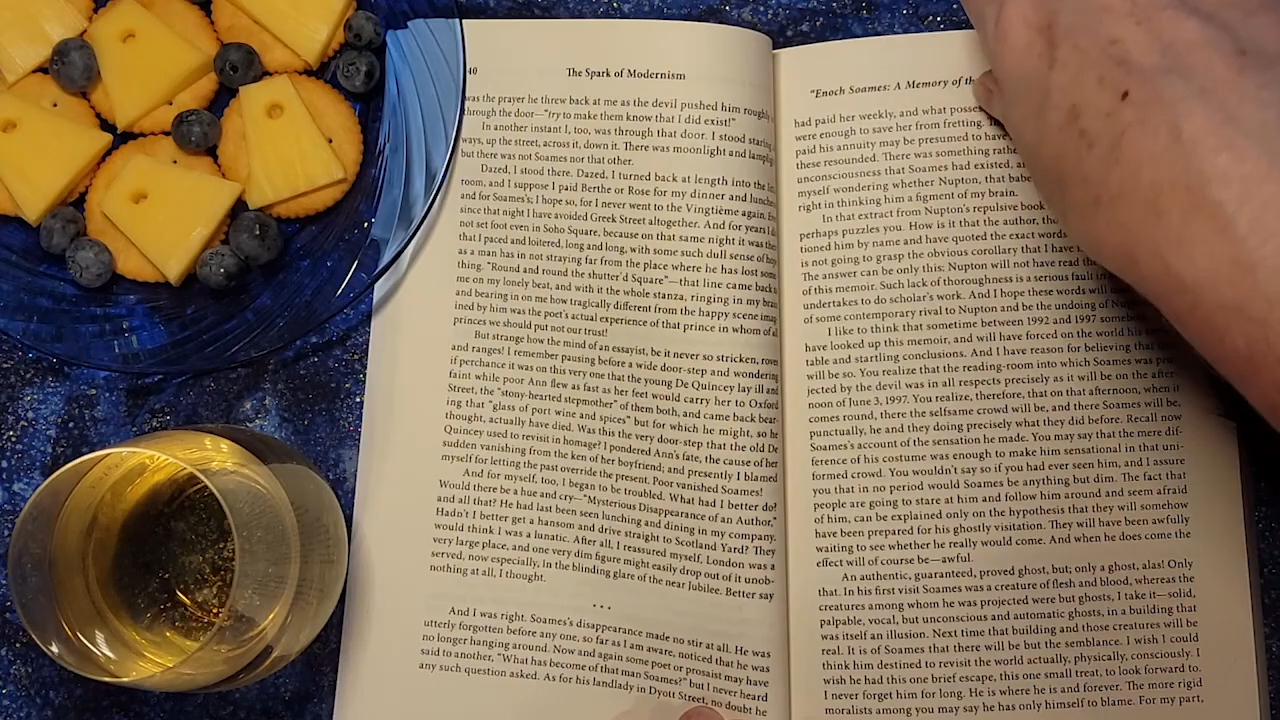 40
The Spark of Modernism
was the prayer he threw back at me as the devil pushed him roughly
through the door—"try to make them know that I did exist!"
In another instant I, too, was through that door. I stood staring
ways, up the street, across it, down it. There was moonlight and lamplight
but there was not Soames nor that other.
Dazed, I stood there. Dazed, I turned back at length into the
room, and I suppose I paid Berthe or Rose for my dinner and luncheon
and for Soames's; I hope so, for I never went to the Vingtième again.
since that night I have avoided Greek Street altogether. And for years I
not set foot even in Soho Square, because on that same night it was there
that I paced and loitered, long and long, with some such dull sense of hope
as a man has in not straying far from the place where he has lost some
thing. "Round and round the shutter'd Square"—that line came back
me on my lonely beat, and with it the whole stanza, ringing in my brain
and bearing in on me how tragically different from the happy scene imag
ined by him was the poet's actual experience of that prince in whom of all
princes we should put not our trust!
But strange how the mind of an essayist, be it never so stricken, roves
and ranges! I remember pausing before a wide door-step and wondering
if perchance it was on this very one that the young De Quincey lay ill and
faint while poor Ann flew as fast as her feet would carry her to Oxford
Street, the "stony-hearted stepmother" of them both, and came back bear-
ing that "glass of port wine and spices" but for which he might, so he
thought, actually have died. Was this the very door-step that the old De
Quincey used to revisit in homage? I pondered Ann's fate, the cause of her
sudden vanishing from the ken of her boyfriend; and presently I blamed
myself for letting the past override the present. Poor vanished Soames!
And for myself, too, I began to be troubled. What had I better do?
Would there be a hue and cry—"Mysterious Disappearance of an Author,"
and all that? He had last been seen lunching and dining in my company.
Hadn't I better get a hansom and drive straight to Scotland Yard? They
would think I was a lunatic. After all, I reassured myself, London was a
very large place, and one very dim figure might easily drop out of it unob-
served, now especially, in the blinding glare of the near Jubilee. Better say
nothing at all, I thought.
...
And I was right. Soames's disappearance made no stir at all. He was
utterly forgotten before any one, so far as I am aware, noticed that he was
no longer hanging around. Now and again some poet or prosaist may have
said to another, "What has become of that man Soames?" but I never heard
any such question asked. As for his landlady in Dyott Street, no doubt he
"Enoch Soames: A Memory of the
had paid her weekly, and what posses
were enough to save her from fretting. Th
paid his annuity may be presumed to have
these resounded. There was something rathe
unconsciousness that Soames had existed, an
myself wondering whether Nupton, that babe
right in thinking him a figment of my brain.
In that extract from Nupton's repulsive book
perhaps puzzles you. How is it that the author, tho
tioned him by name and have quoted the exact words
is not going to grasp the obvious corollary that I have
The answer can be only this: Nupton will not have read the
of this memoir. Such lack of thoroughness is a serious fault in
undertakes to do scholar's work. And I hope these words will
of some contemporary rival to Nupton and be the undoing of Nupton
I like to think that sometime between 1992 and 1997 somebody
have looked up this memoir, and will have forced on the world his
table and startling conclusions. And I have reason for believing that
will be so. You realize that the reading-room into which Soames was pro-
jected by the devil was in all respects precisely as it will be on the after-
noon of June 3, 1997. You realize, therefore, that on that afternoon, when it
comes round, there the selfsame crowd will be, and there Soames will be,
punctually, he and they doing precisely what they did before. Recall now
Soames's account of the sensation he made. You may say that the mere dif-
ference of his costume was enough to make him sensational in that uni-
formed crowd. You wouldn't say so if you had ever seen him, and I assure
you that in no period would Soames be anything but dim. The fact that
people are going to stare at him and follow him around and seem afraid
of him, can be explained only on the hypothesis that they will somehow
have been prepared for his ghostly visitation. They will have been awfully
waiting to see whether he really would come. And when he does come the
effect will of course be—awful.
An authentic, guaranteed, proved ghost, but; only a ghost, alas! Only
that. In his first visit Soames was a creature of flesh and blood, whereas the
creatures among whom he was projected were but ghosts, I take it—solid,
palpable, vocal, but unconscious and automatic ghosts, in a building that
was itself an illusion. Next time that building and those creatures will be
real. It is of Soames that there will be but the semblance. I wish I could
think him destined to revisit the world actually, physically, consciously. I
wish he had this one brief escape, this one small treat, to look forward to.
I never forget him for long. He is where he is and forever. The more rigid
moralists among you may say he has only himself to blame. For my part,